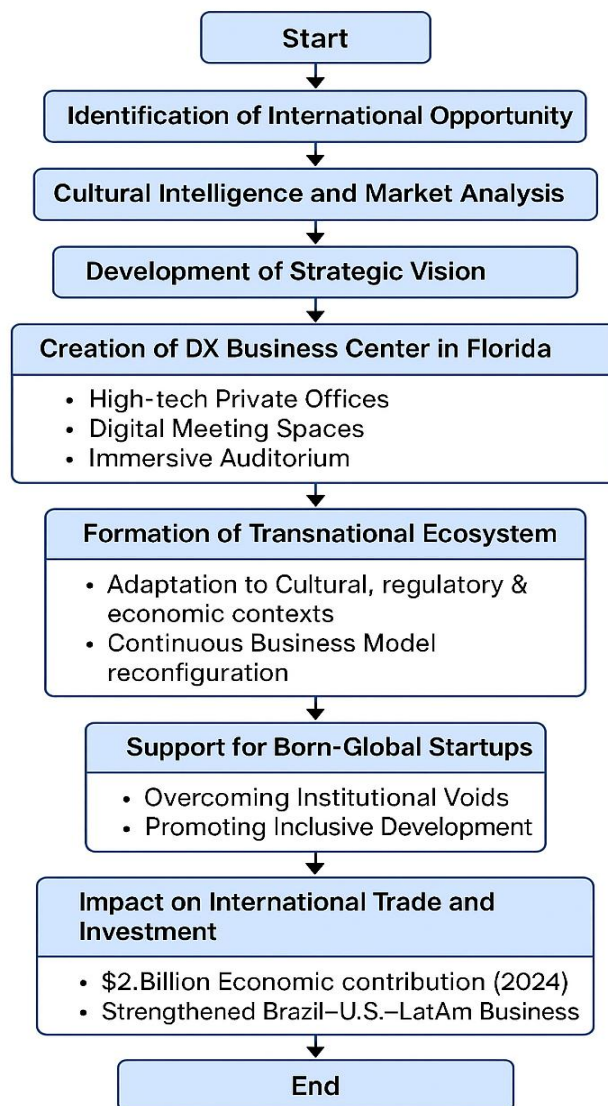 Start
Identification of International Opportunity
Cultural Intelligence and Market Analysis
Development of Strategic Vision
Creation of DX Business Center in Florida
• High-tech Private Offices
• Digital Meeting Spaces
• Immersive Auditorium
Formation of Transnational Ecosystem
• Adaptation to Cultural, regulatory &
economic contexts
• Continuous Business Model
reconfiguration
Support for Born-Global Startups
• Overcoming Institutional Voids
• Promoting Inclusive Development
Impact on International Trade and
Investment
• $2.Billion Economic contribution (2024)
• Strengthened Brazil–U.S.–LatAm Business
End